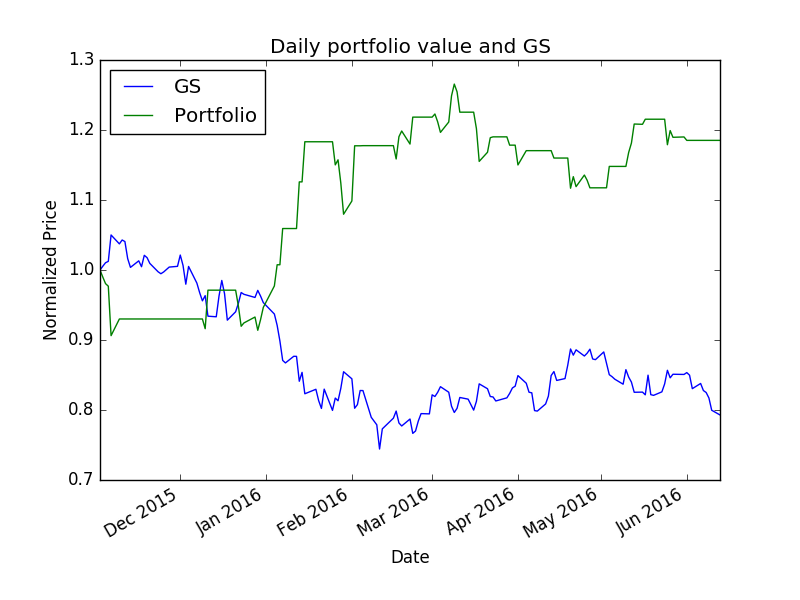 Daily portfolio value and GS
GS
Portfolio
1.3
1.2
1.1
1.0
0.9
0.8
0.7
Normalized Price
Dec 2015
Jan 2016
Feb 2016
Mar 2016
Apr 2016
May 2016
Jun 2016
Date